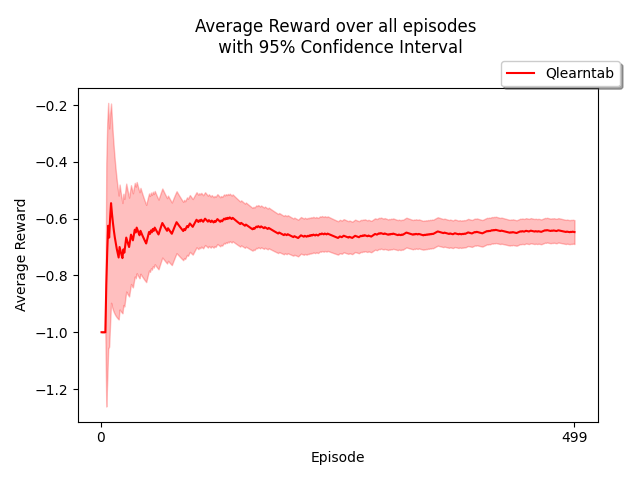 Average Reward over all episodes
with 95% Confidence Interval
Qlearntab
−0.2
−0.4
−0.6
−0.8
−1.0
−1.2
Average Reward
0
499
Episode